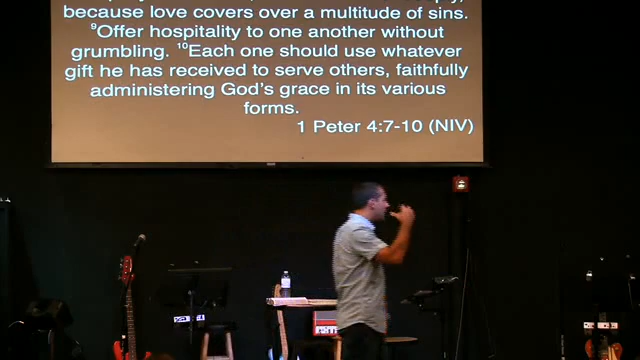 because love covers over a multitude of sins.
⁹Offer hospitality to one another without
grumbling. ¹⁰Each one should use whatever
gift he has received to serve others, faithfully
administering God's grace in its various
forms.
1 Peter 4:7-10 (NIV)